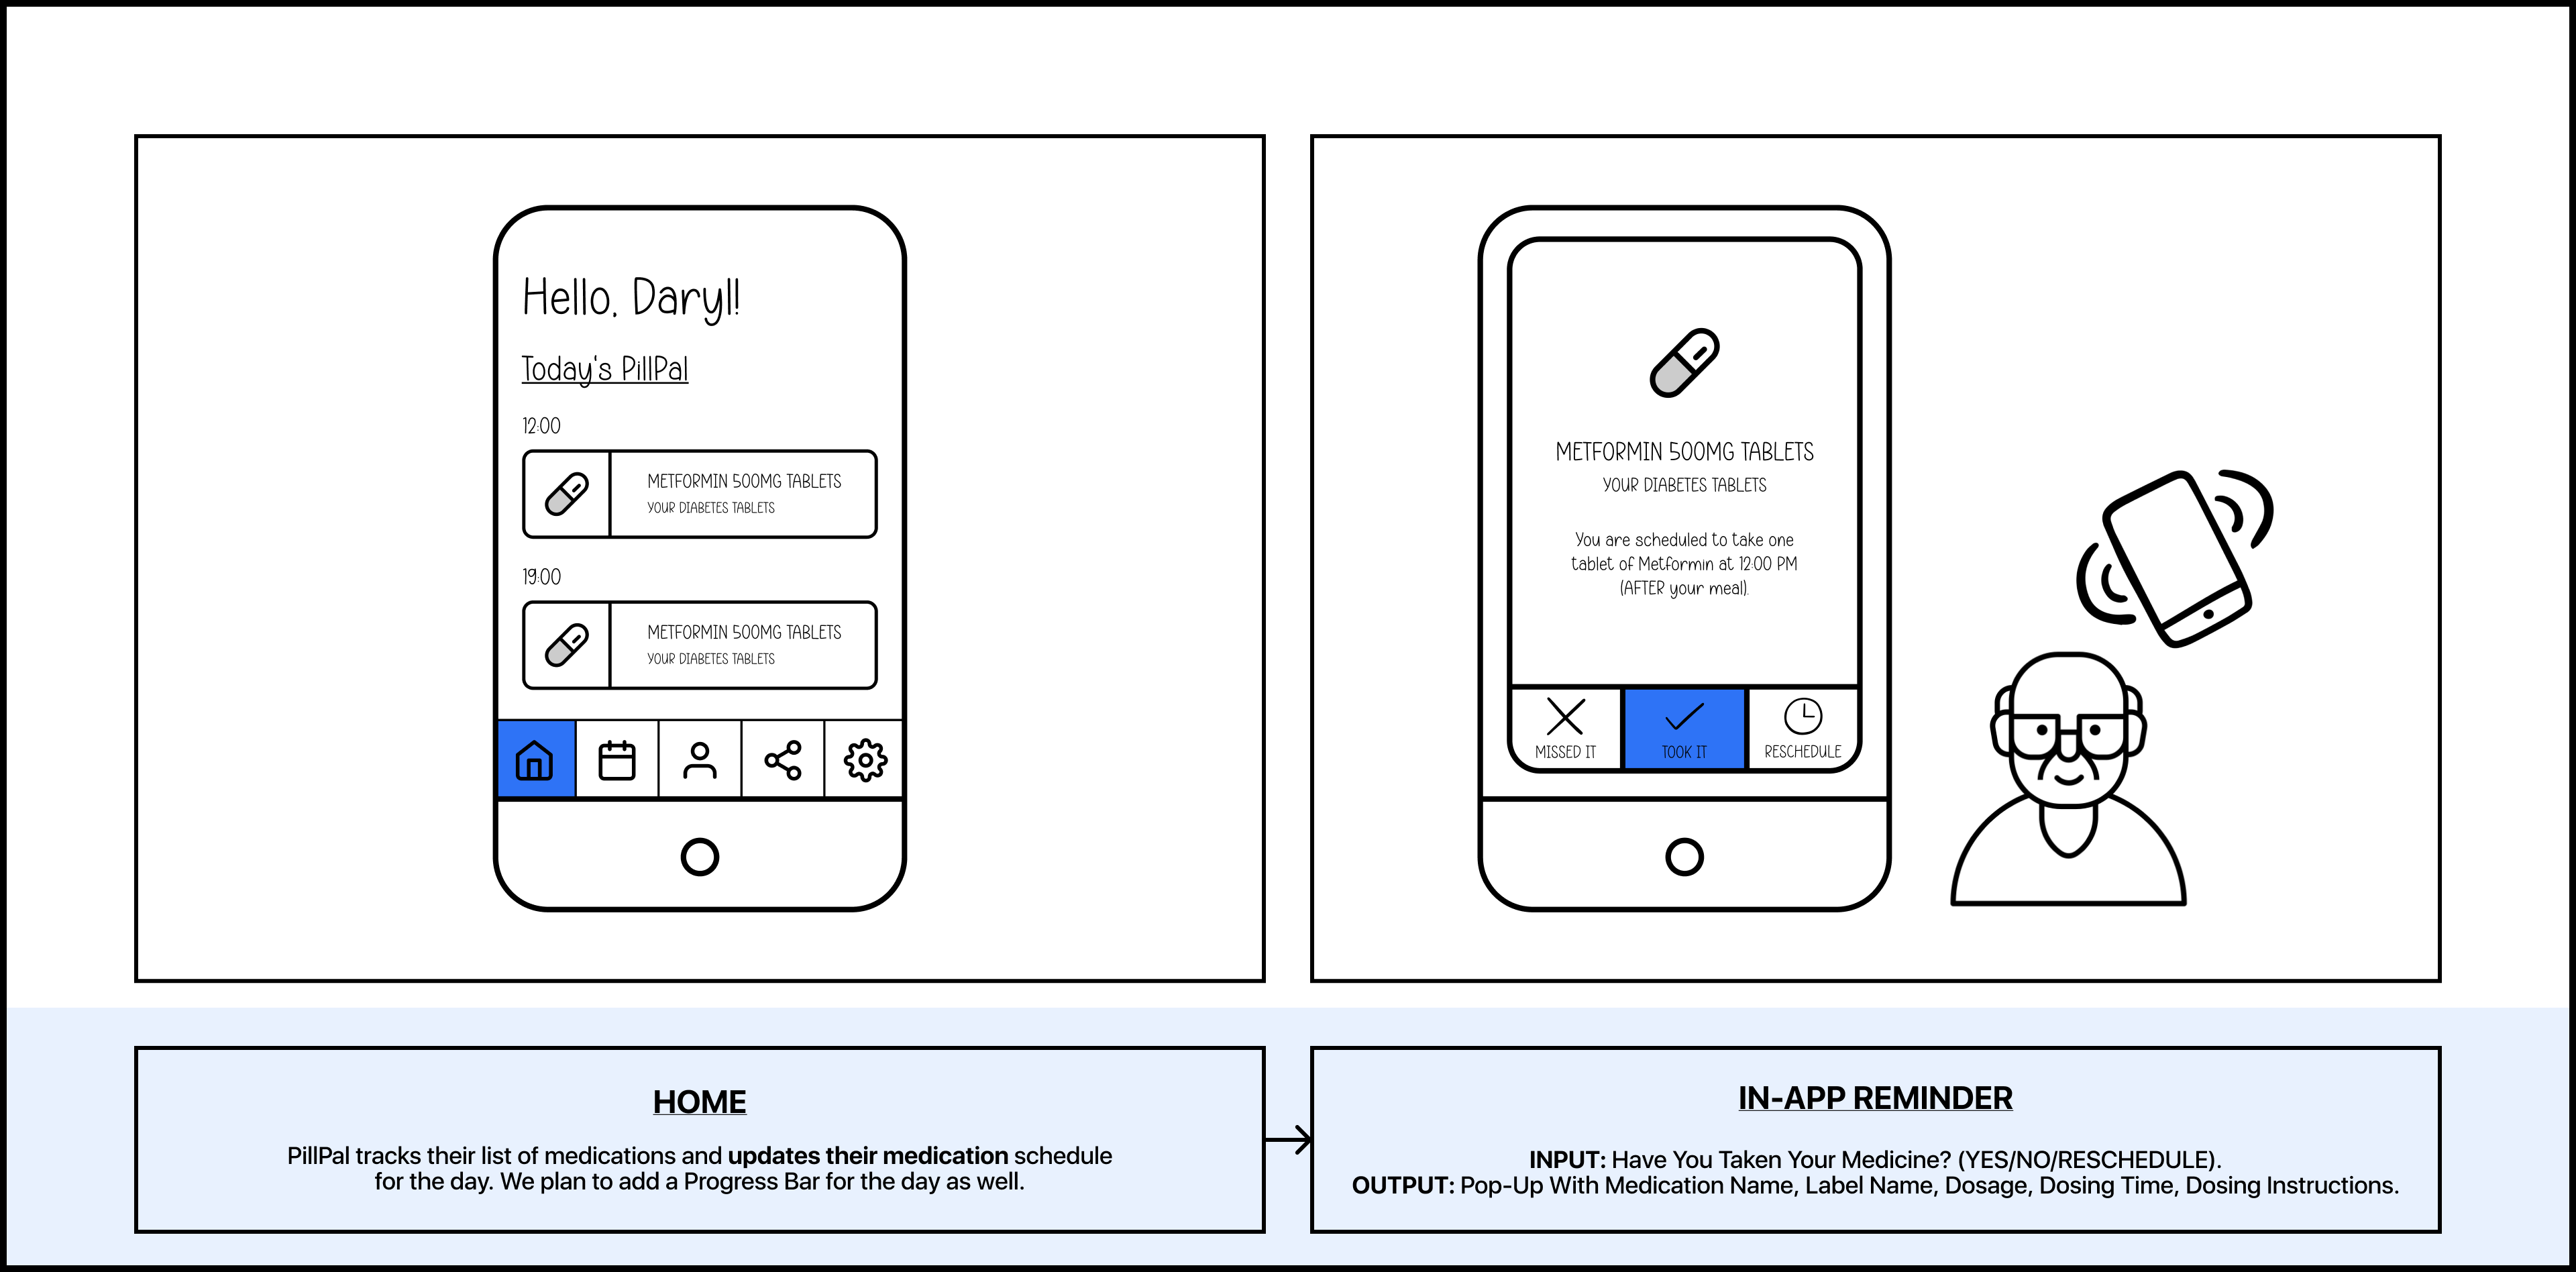 Hello, Daryl!
Today's PillPal
12:00
METFORMIN 500MG TABLETS
YOUR DIABETES TABLETS
19:00
METFORMIN 500MG TABLETS
YOUR DIABETES TABLETS
METFORMIN 500MG TABLETS
YOUR DIABETES TABLETS
You are scheduled to take one
tablet of Metformin at 12:00 PM
(AFTER your meal).
MISSED IT
TOOK IT
RESCHEDULE
HOME
PillPal tracks their list of medications and updates their medication schedule
for the day. We plan to add a Progress Bar for the day as well.
IN-APP REMINDER
INPUT: Have You Taken Your Medicine? (YES/NO/RESCHEDULE).
OUTPUT: Pop-Up With Medication Name, Label Name, Dosage, Dosing Time, Dosing Instructions.